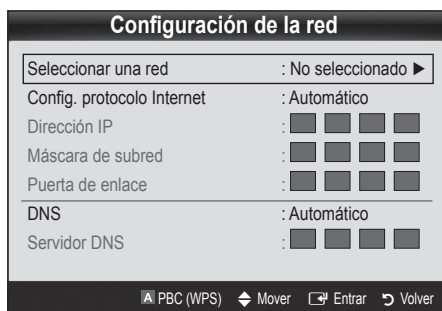 Configuración de la red
Seleccionar una red : No seleccionado ▶
Config. protocolo Internet : Automático
Dirección IP :
Máscara de subred :
Puerta de enlace :
DNS : Automático
Servidor DNS :
A PBC (WPS) Mover Entrar Volver